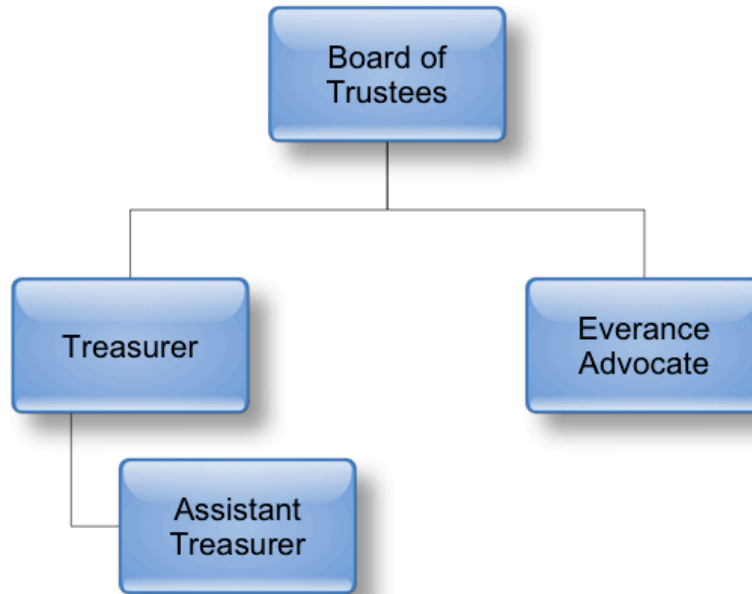 Board of
Trustees
Treasurer
Everance
Advocate
Assistant
Treasurer